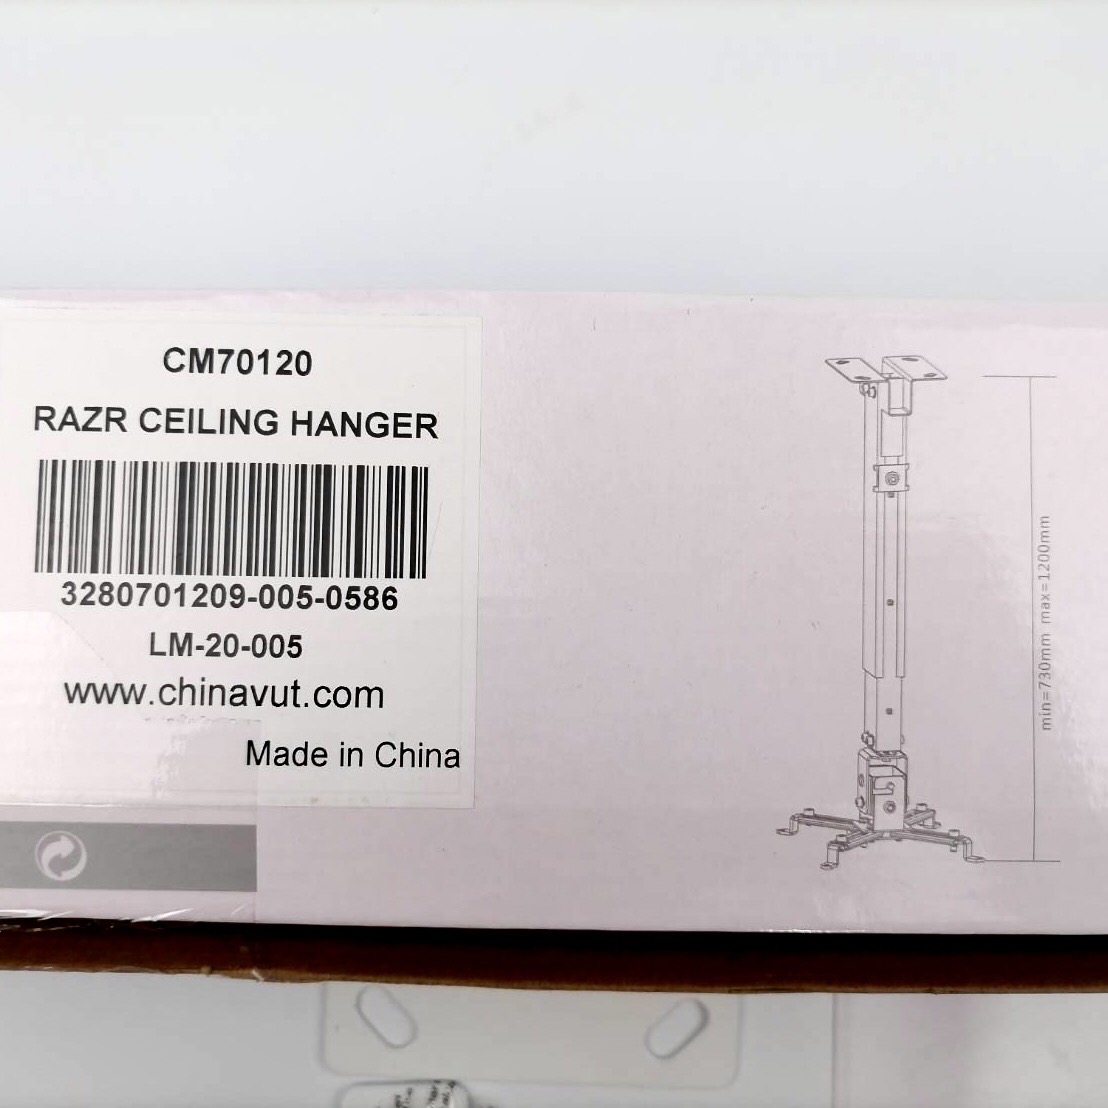 CM70120
RAZR CEILING HANGER
3280701209-005-0586
LM-20-005
www.chinavut.com
Made in China
min=730mm max=1200mm